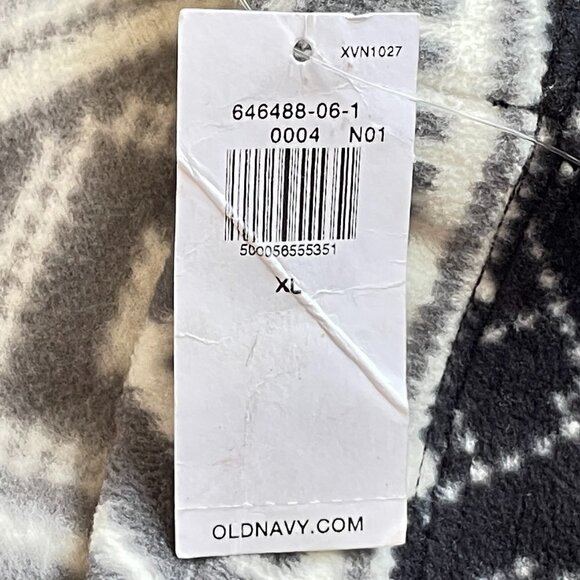 XVN1027
646488-06-1
0004 N01
500056555351
XL
OLDNAVY.COM